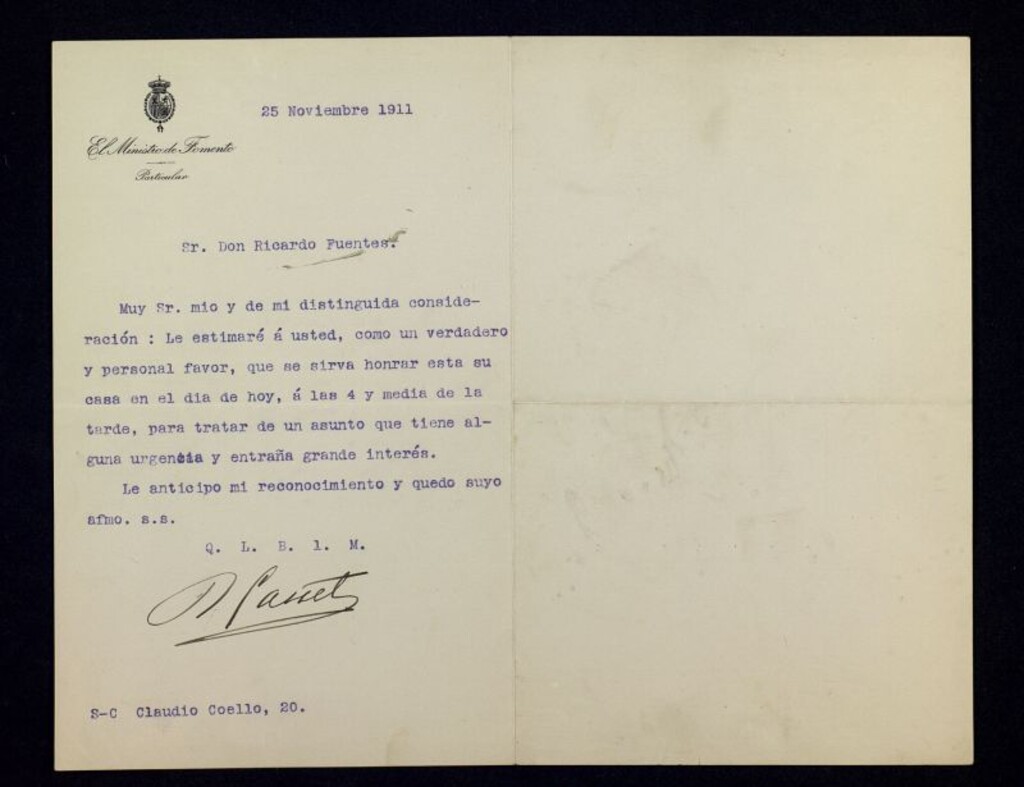 25 Noviembre 1911
El Ministro de Fomento
Particular
Sr. Don Ricardo Fuentes.
Muy Sr. mio y de mi distinguida conside-
ración : Le estimaré á usted, como un verdadero
y personal favor, que se sirva honrar esta su
casa en el dia de hoy, á las 4 y media de la
tarde, para tratar de un asunto que tiene al-
guna urgencia y entraña grande interés.
Le anticipo mi reconocimiento y quedo suyo
afmo. s.s.
Q. L. B. l. M.
R. Gasset
S-C Claudio Coello, 20.